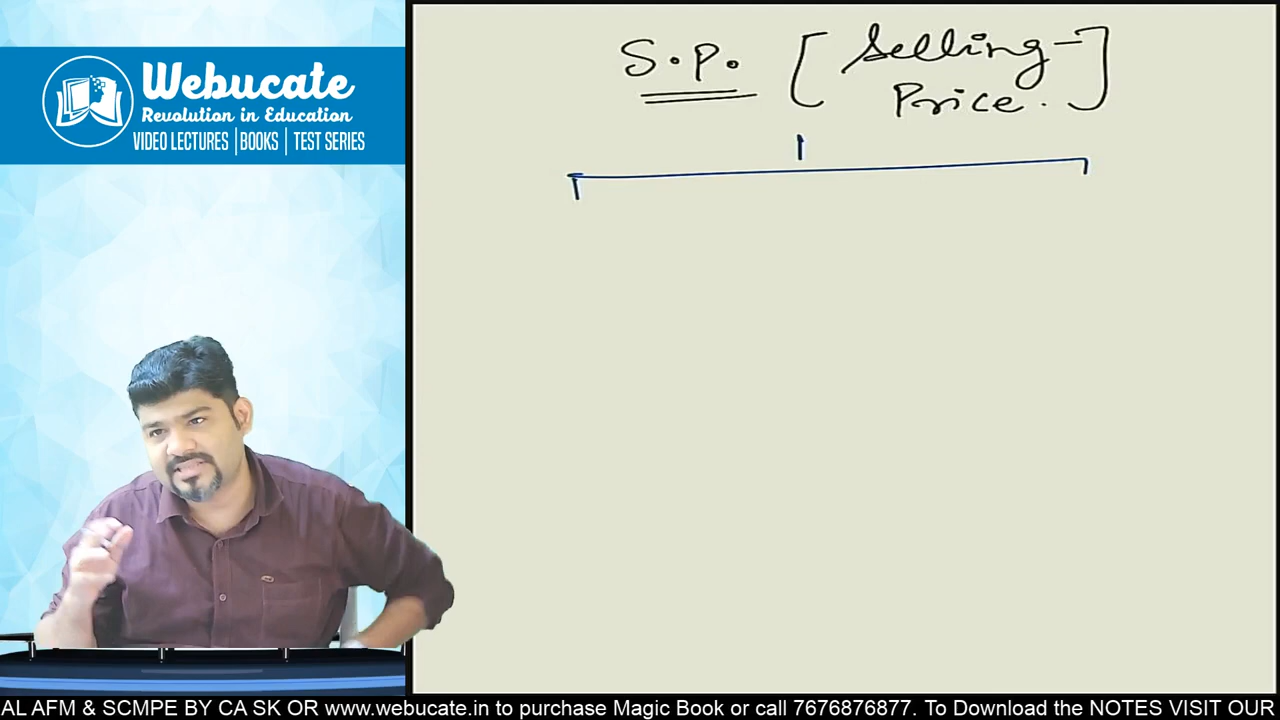 Webucate
Revolution in Education
VIDEO LECTURES | BOOKS | TEST SERIES
S.P. [ Selling
Price. ]
AL AFM & SCMPE BY CA SK OR www.webucate.in to purchase Magic Book or call 7676876877. To Download the NOTES VISIT OUR